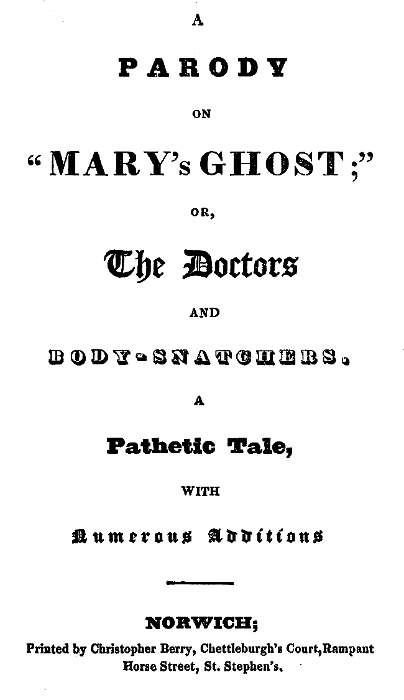 A
PARODY
ON
“MARY’s GHOST;”
OR,
The Doctors
AND
BODY-SNATCHERS.
A
Pathetic Tale,
WITH
Numerous Additions
NORWICH;
Printed by Christopher Berry, Chettleburgh’s Court,Rampant
Horse Street, St. Stephen’s.